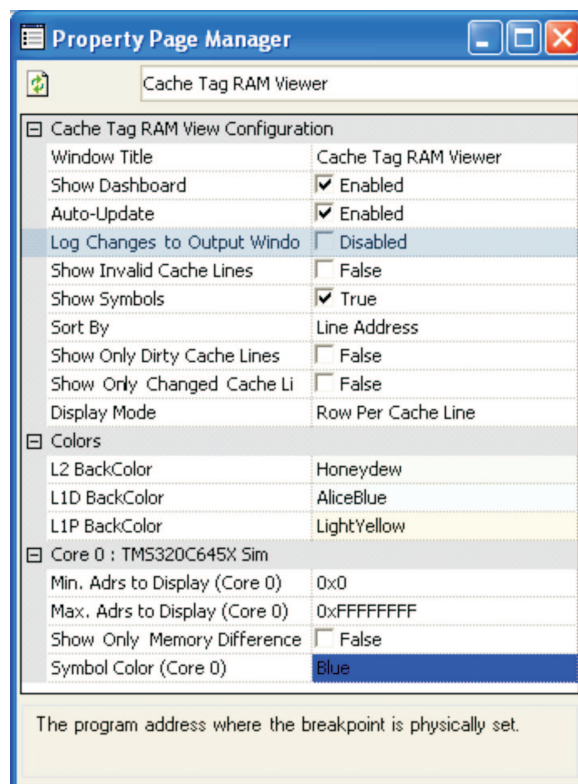 Property Page Manager
Cache Tag RAM Viewer
Cache Tag RAM View Configuration
Window Title Cache Tag RAM Viewer
Show Dashboard Enabled
Auto-Update Enabled
Log Changes to Output Windo Disabled
Show Invalid Cache Lines False
Show Symbols True
Sort By Line Address
Show Only Dirty Cache Lines False
Show Only Changed Cache Li False
Display Mode Row Per Cache Line
Colors
L2 BackColor Honeydew
L1D BackColor AliceBlue
L1P BackColor LightYellow
Core 0 : TMS320C645X Sim
Min. Adrs to Display (Core 0) 0x0
Max. Adrs to Display (Core 0) 0xFFFFFFFF
Show Only Memory Difference False
Symbol Color (Core 0) Blue
The program address where the breakpoint is physically set.